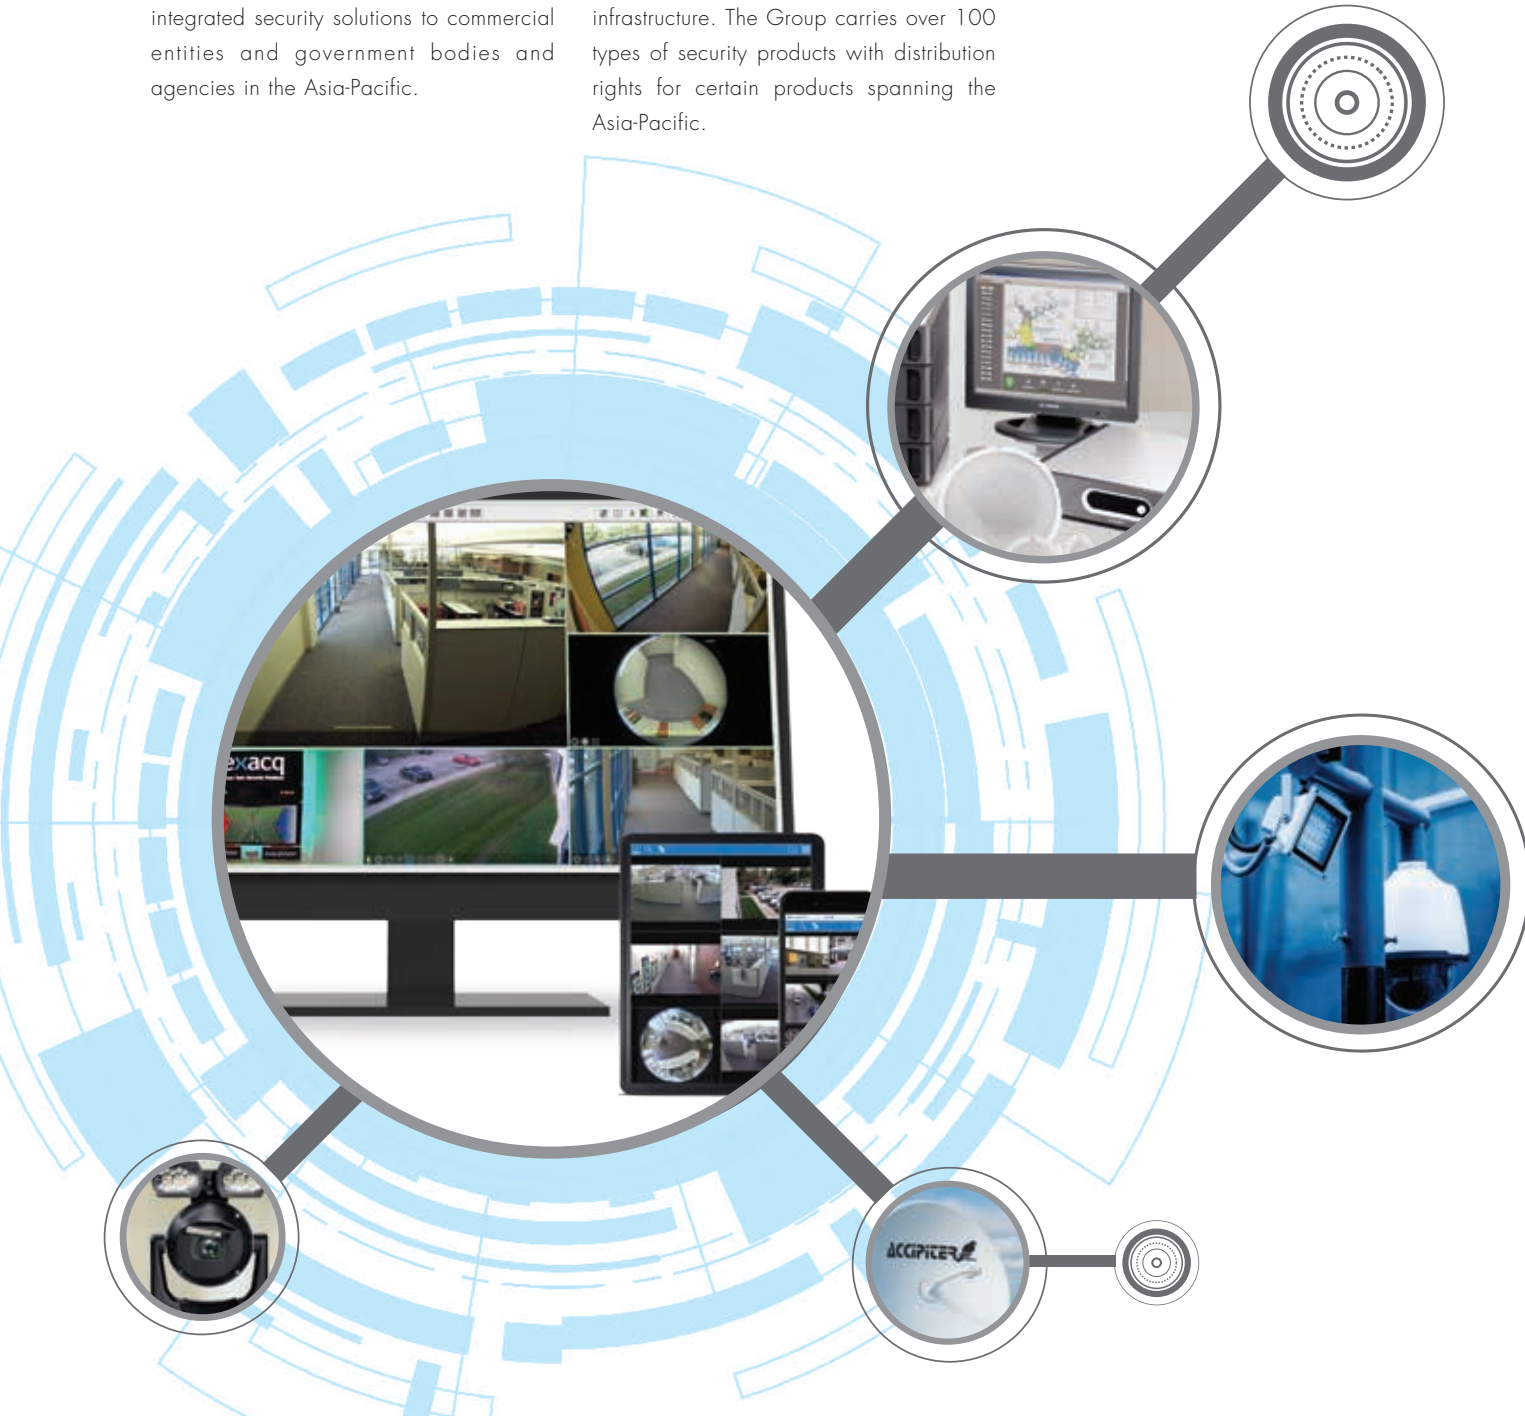 integrated security solutions to commercial
entities and government bodies and
agencies in the Asia-Pacific.
infrastructure. The Group carries over 100
types of security products with distribution
rights for certain products spanning the
Asia-Pacific.
exacq
ACCIPITER